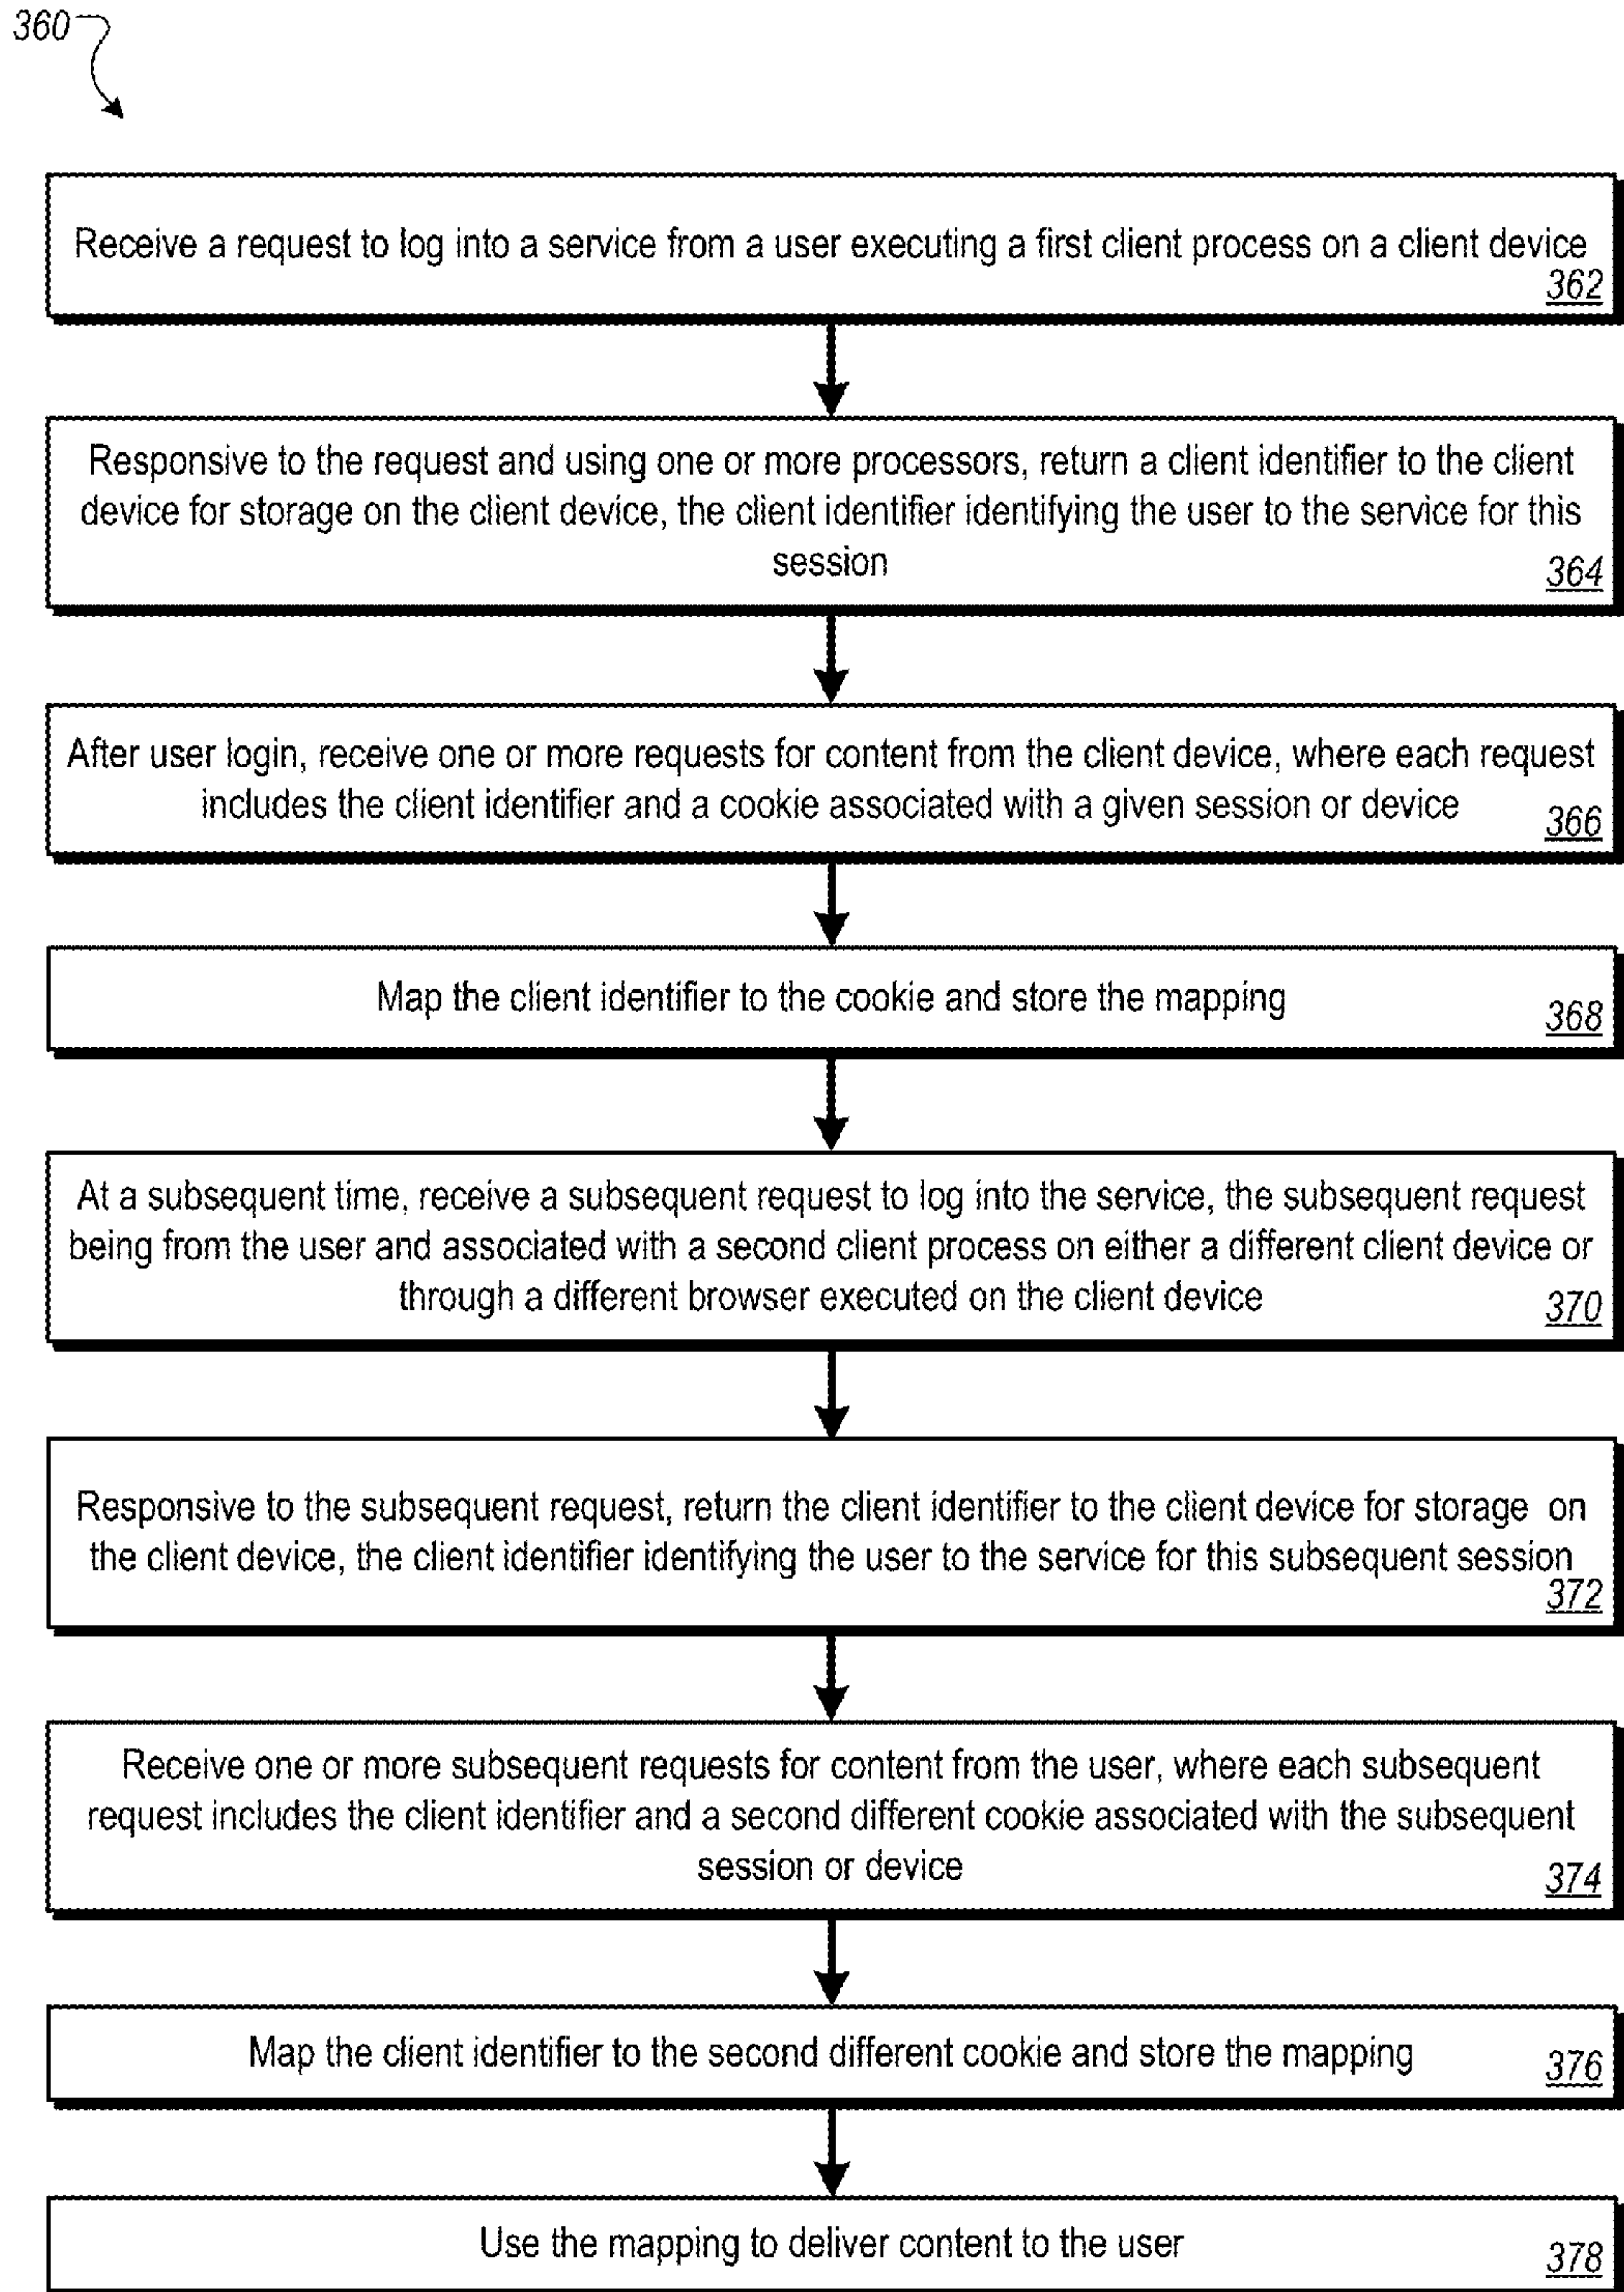 360
Receive a request to log into a service from a user executing a first client process on a client device
362
Responsive to the request and using one or more processors, return a client identifier to the client
device for storage on the client device, the client identifier identifying the user to the service for this
session
364
After user login, receive one or more requests for content from the client device, where each request
includes the client identifier and a cookie associated with a given session or device
366
Map the client identifier to the cookie and store the mapping
368
At a subsequent time, receive a subsequent request to log into the service, the subsequent request
being from the user and associated with a second client process on either a different client device or
through a different browser executed on the client device
370
Responsive to the subsequent request, return the client identifier to the client device for storage on
the client device, the client identifier identifying the user to the service for this subsequent session
372
Receive one or more subsequent requests for content from the user, where each subsequent
request includes the client identifier and a second different cookie associated with the subsequent
session or device
374
Map the client identifier to the second different cookie and store the mapping
376
Use the mapping to deliver content to the user
378